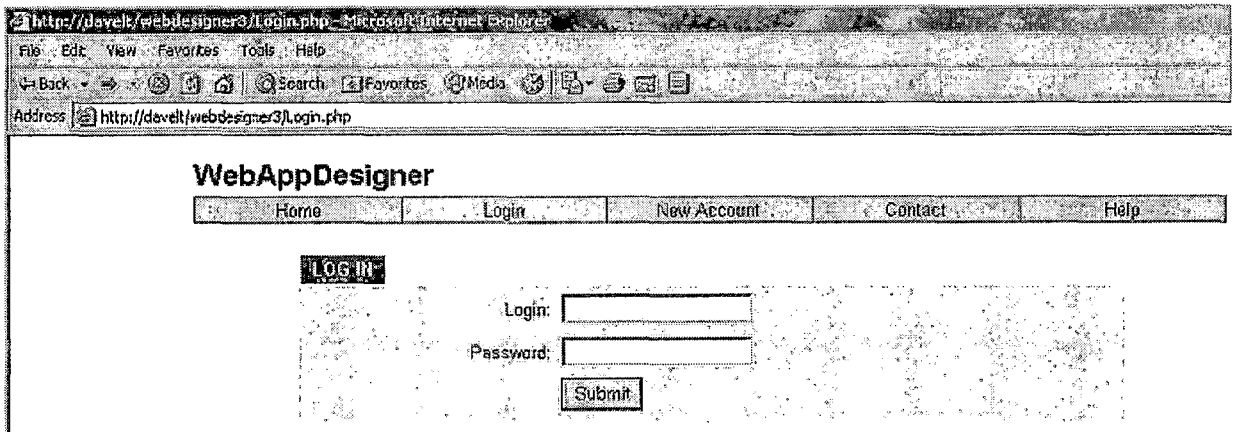 http://davelt/webdesigner3/Login.php - Microsoft Internet Explorer
File Edit View Favorites Tools Help
Back Search Favorites Media
Address http://davelt/webdesigner3/Login.php
WebAppDesigner
Home Login New Account Contact Help
LOG IN
Login:
Password:
Submit